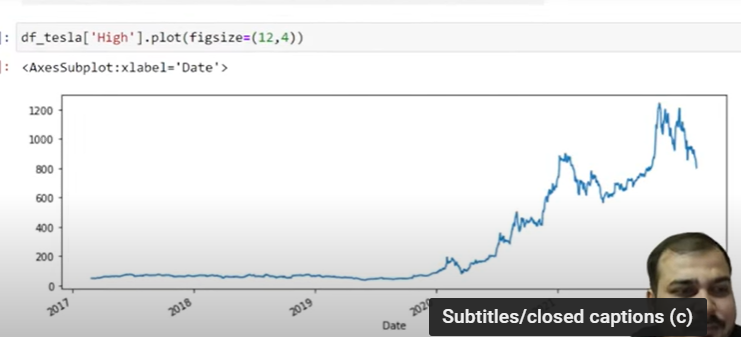 ]: df_tesla['High'].plot(figsize=(12,4))
]: <AxesSubplot:xlabel='Date'>
1200
1000
800
600
400
200
0
2017
2018
2019
Date
Subtitles/closed captions (c)